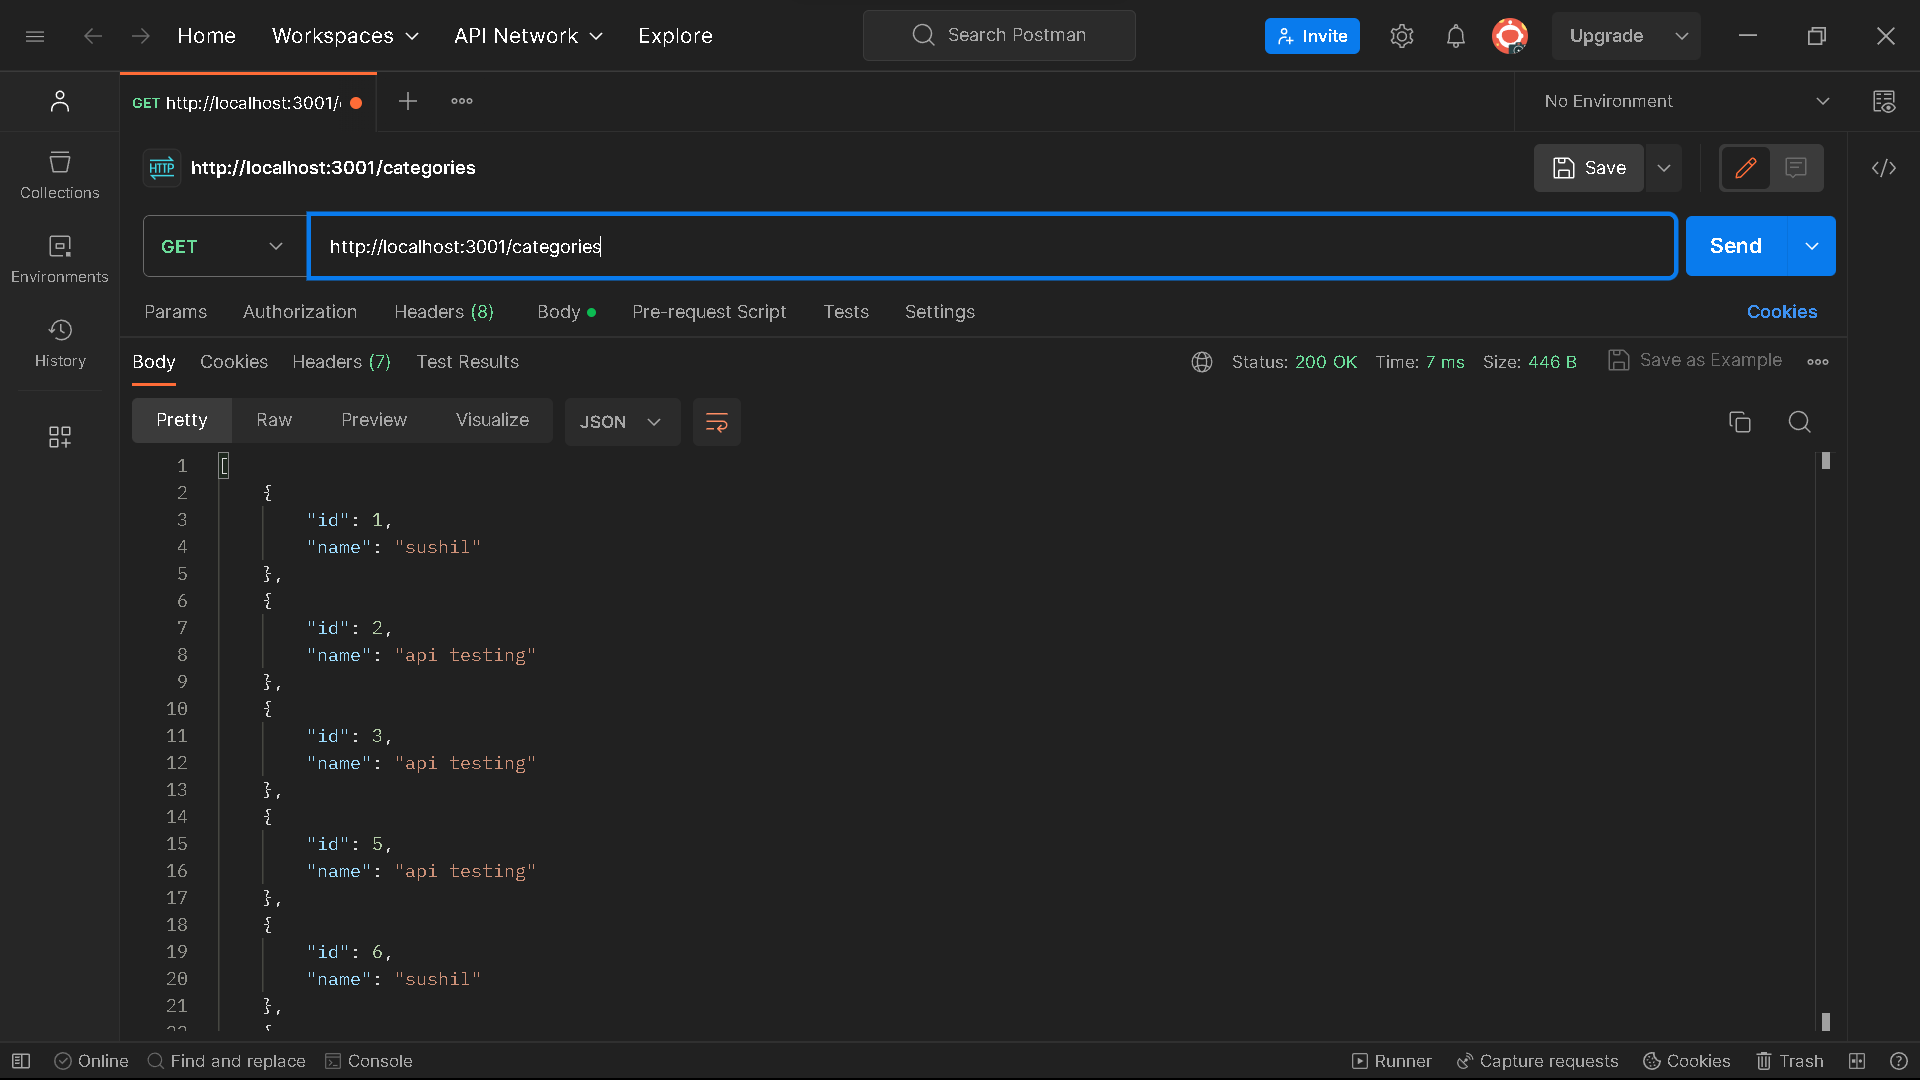 Home Workspaces API Network Explore Search Postman Invite Upgrade
GET http://localhost:3001/ No Environment
HTTP http://localhost:3001/categories Save
Collections
GET http://localhost:3001/categories Send
Environments
Params Authorization Headers (8) Body Pre-request Script Tests Settings Cookies
History
Body Cookies Headers (7) Test Results Status: 200 OK Time: 7 ms Size: 446 B Save as Example
Pretty Raw Preview Visualize JSON
1 [
2 {
3 "id": 1,
4 "name": "sushil"
5 },
6 {
7 "id": 2,
8 "name": "api testing"
9 },
10 {
11 "id": 3,
12 "name": "api testing"
13 },
14 {
15 "id": 5,
16 "name": "api testing"
17 },
18 {
19 "id": 6,
20 "name": "sushil"
21 },
Online Find and replace Console Runner Capture requests Cookies Trash